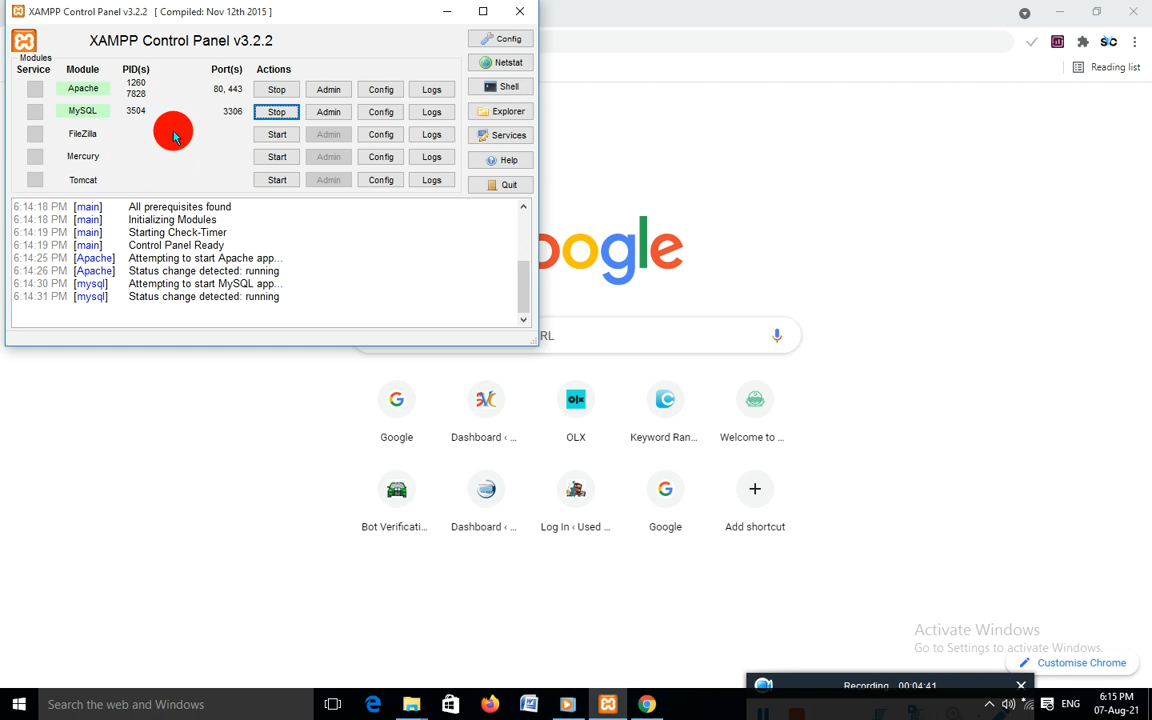 XAMPP Control Panel v3.2.2 [ Compiled: Nov 12th 2015 ]
XAMPP Control Panel v3.2.2
Config
Modules
Service Module PID(s) Port(s) Actions
Netstat
Apache 1260 7828 80, 443 Stop Admin Config Logs
Shell
MySQL 3504 3306 Stop Admin Config Logs
Explorer
FileZilla Start Admin Config Logs
Services
Mercury Start Admin Config Logs
Help
Tomcat Start Admin Config Logs
Quit
6:14:18 PM [main] All prerequisites found
6:14:18 PM [main] Initializing Modules
6:14:19 PM [main] Starting Check-Timer
6:14:19 PM [main] Control Panel Ready
6:14:25 PM [Apache] Attempting to start Apache app...
6:14:26 PM [Apache] Status change detected: running
6:14:30 PM [mysql] Attempting to start MySQL app...
6:14:31 PM [mysql] Status change detected: running
Reading list
oogle
RL
Google Dashboard ‹ ... OLX Keyword Ran... Welcome to ...
Bot Verificati... Dashboard ‹ ... Log In ‹ Used ... Google Add shortcut
Activate Windows
Go to Settings to activate Windows.
Customise Chrome
Recording 00:04:41
Search the web and Windows
ENG
6:15 PM
07-Aug-21